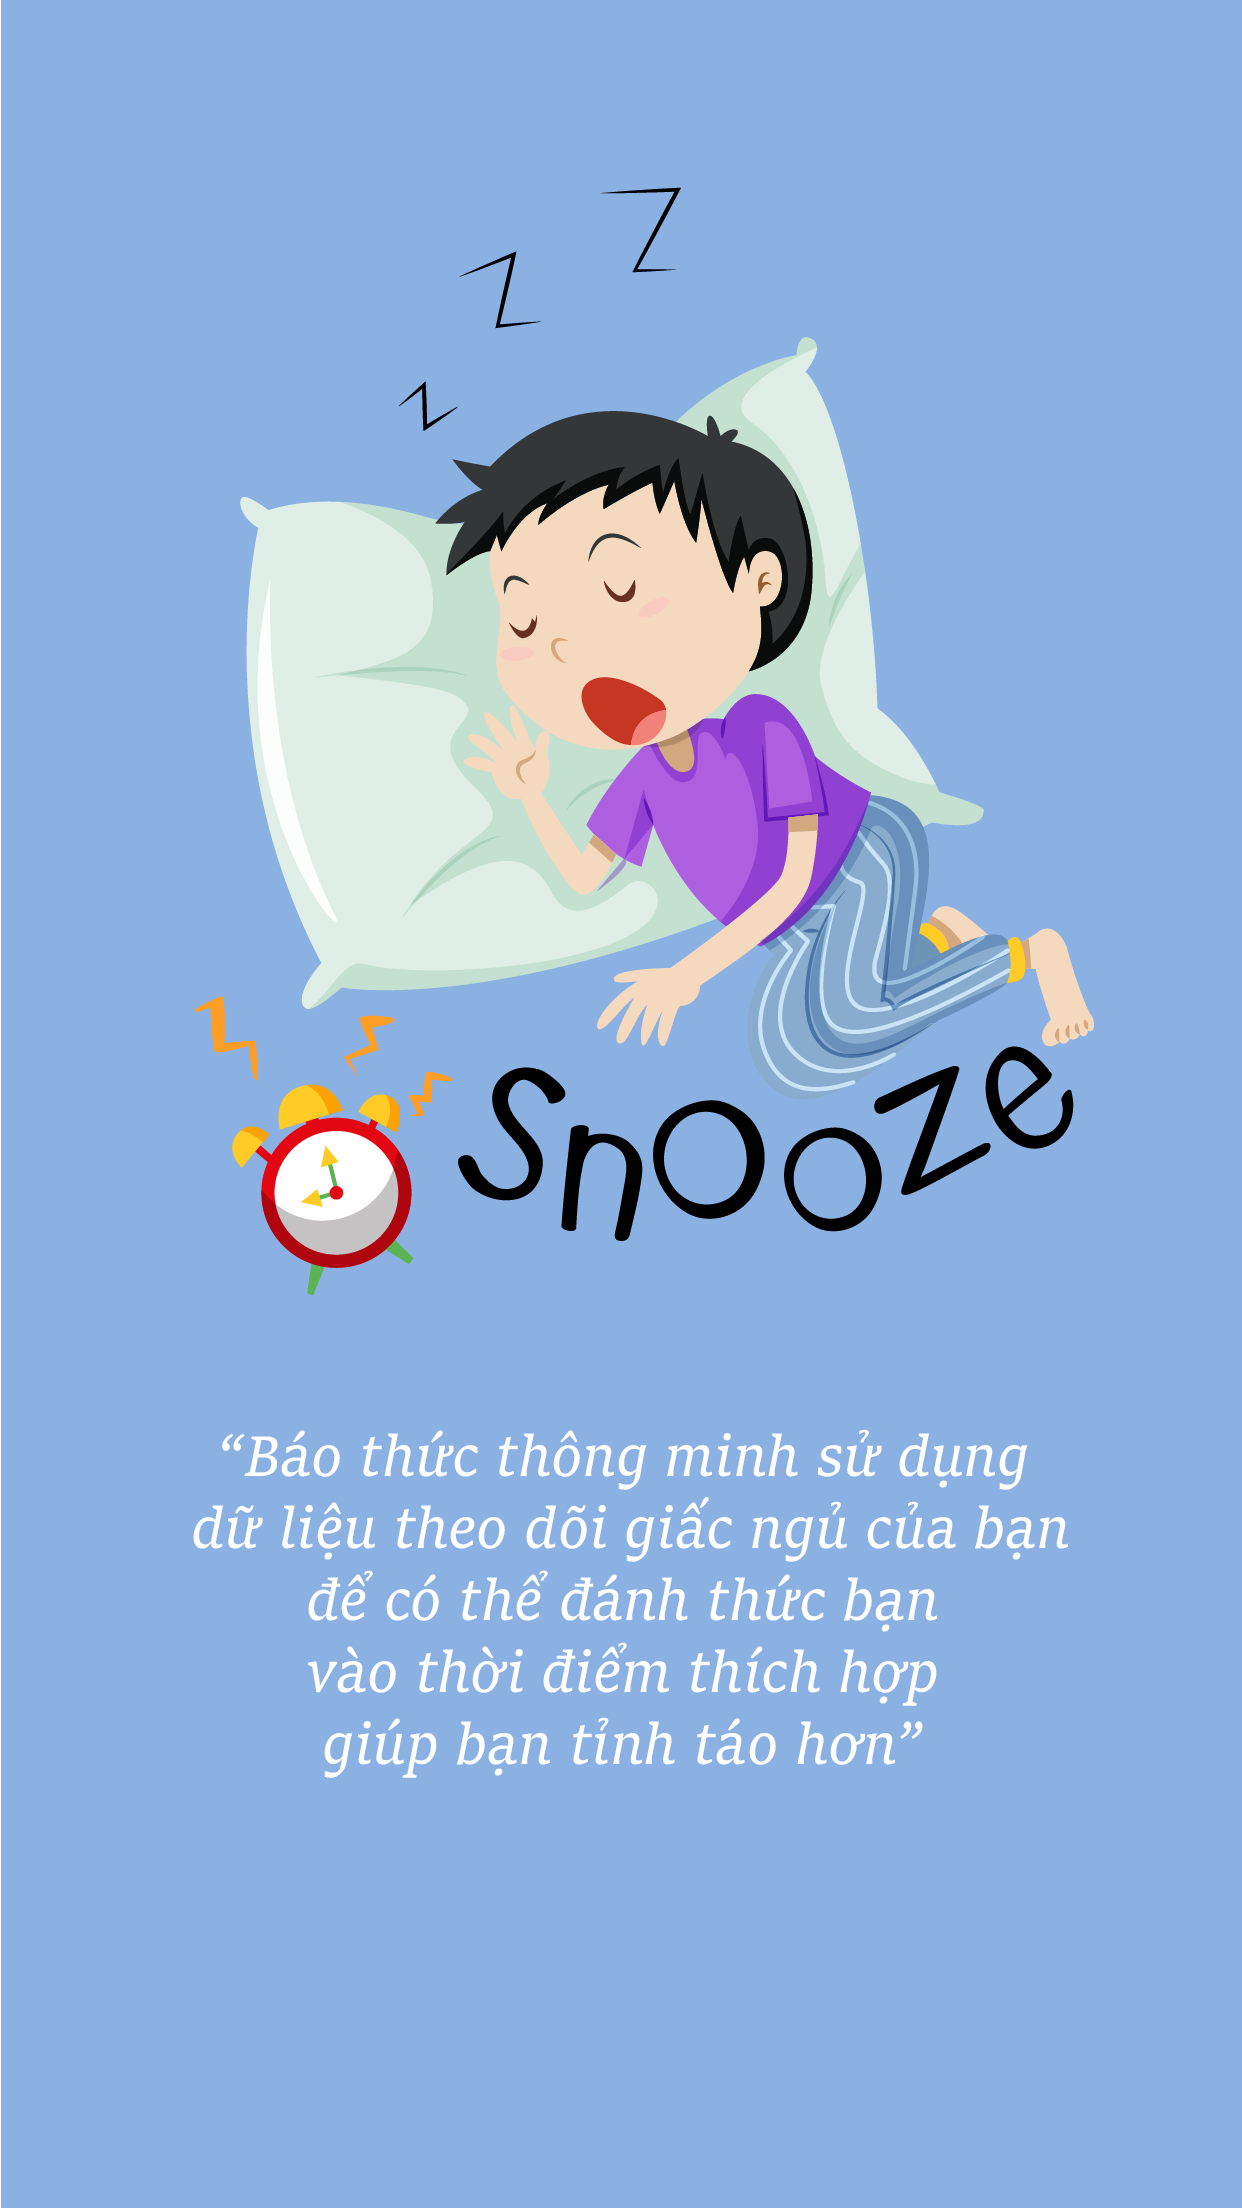 z
z
z
Snooze
“Báo thức thông minh sử dụng
dữ liệu theo dõi giấc ngủ của bạn
để có thể đánh thức bạn
vào thời điểm thích hợp
giúp bạn tỉnh táo hơn”